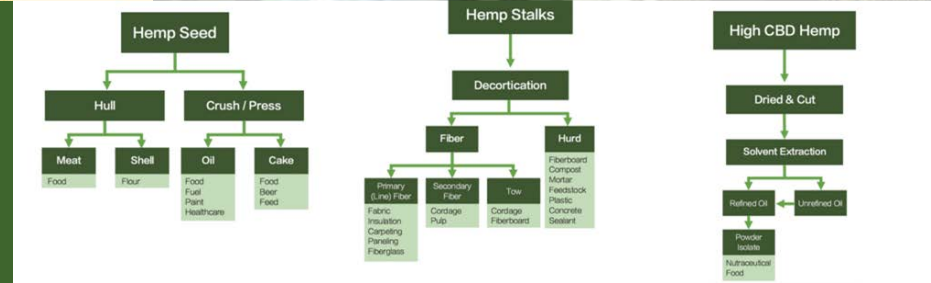 Hemp Seed
Hull
Crush / Press
Meat
Food
Shell
Flour
Oil
Food
Fuel
Paint
Healthcare
Cake
Food
Beer
Feed
Hemp Stalks
Decortication
Fiber
Primary
(Line) Fiber
Fabric
Insulation
Carpeting
Paneling
Fiberglass
Secondary
Fiber
Cordage
Pulp
Tow
Cordage
Fiberboard
Hurd
Fiberboard
Compost
Mortar
Feedstock
Plastic
Concrete
Sealant
High CBD Hemp
Dried & Cut
Solvent Extraction
Refined Oil
Unrefined Oil
Powder
Isolate
Nutraceutical
Food